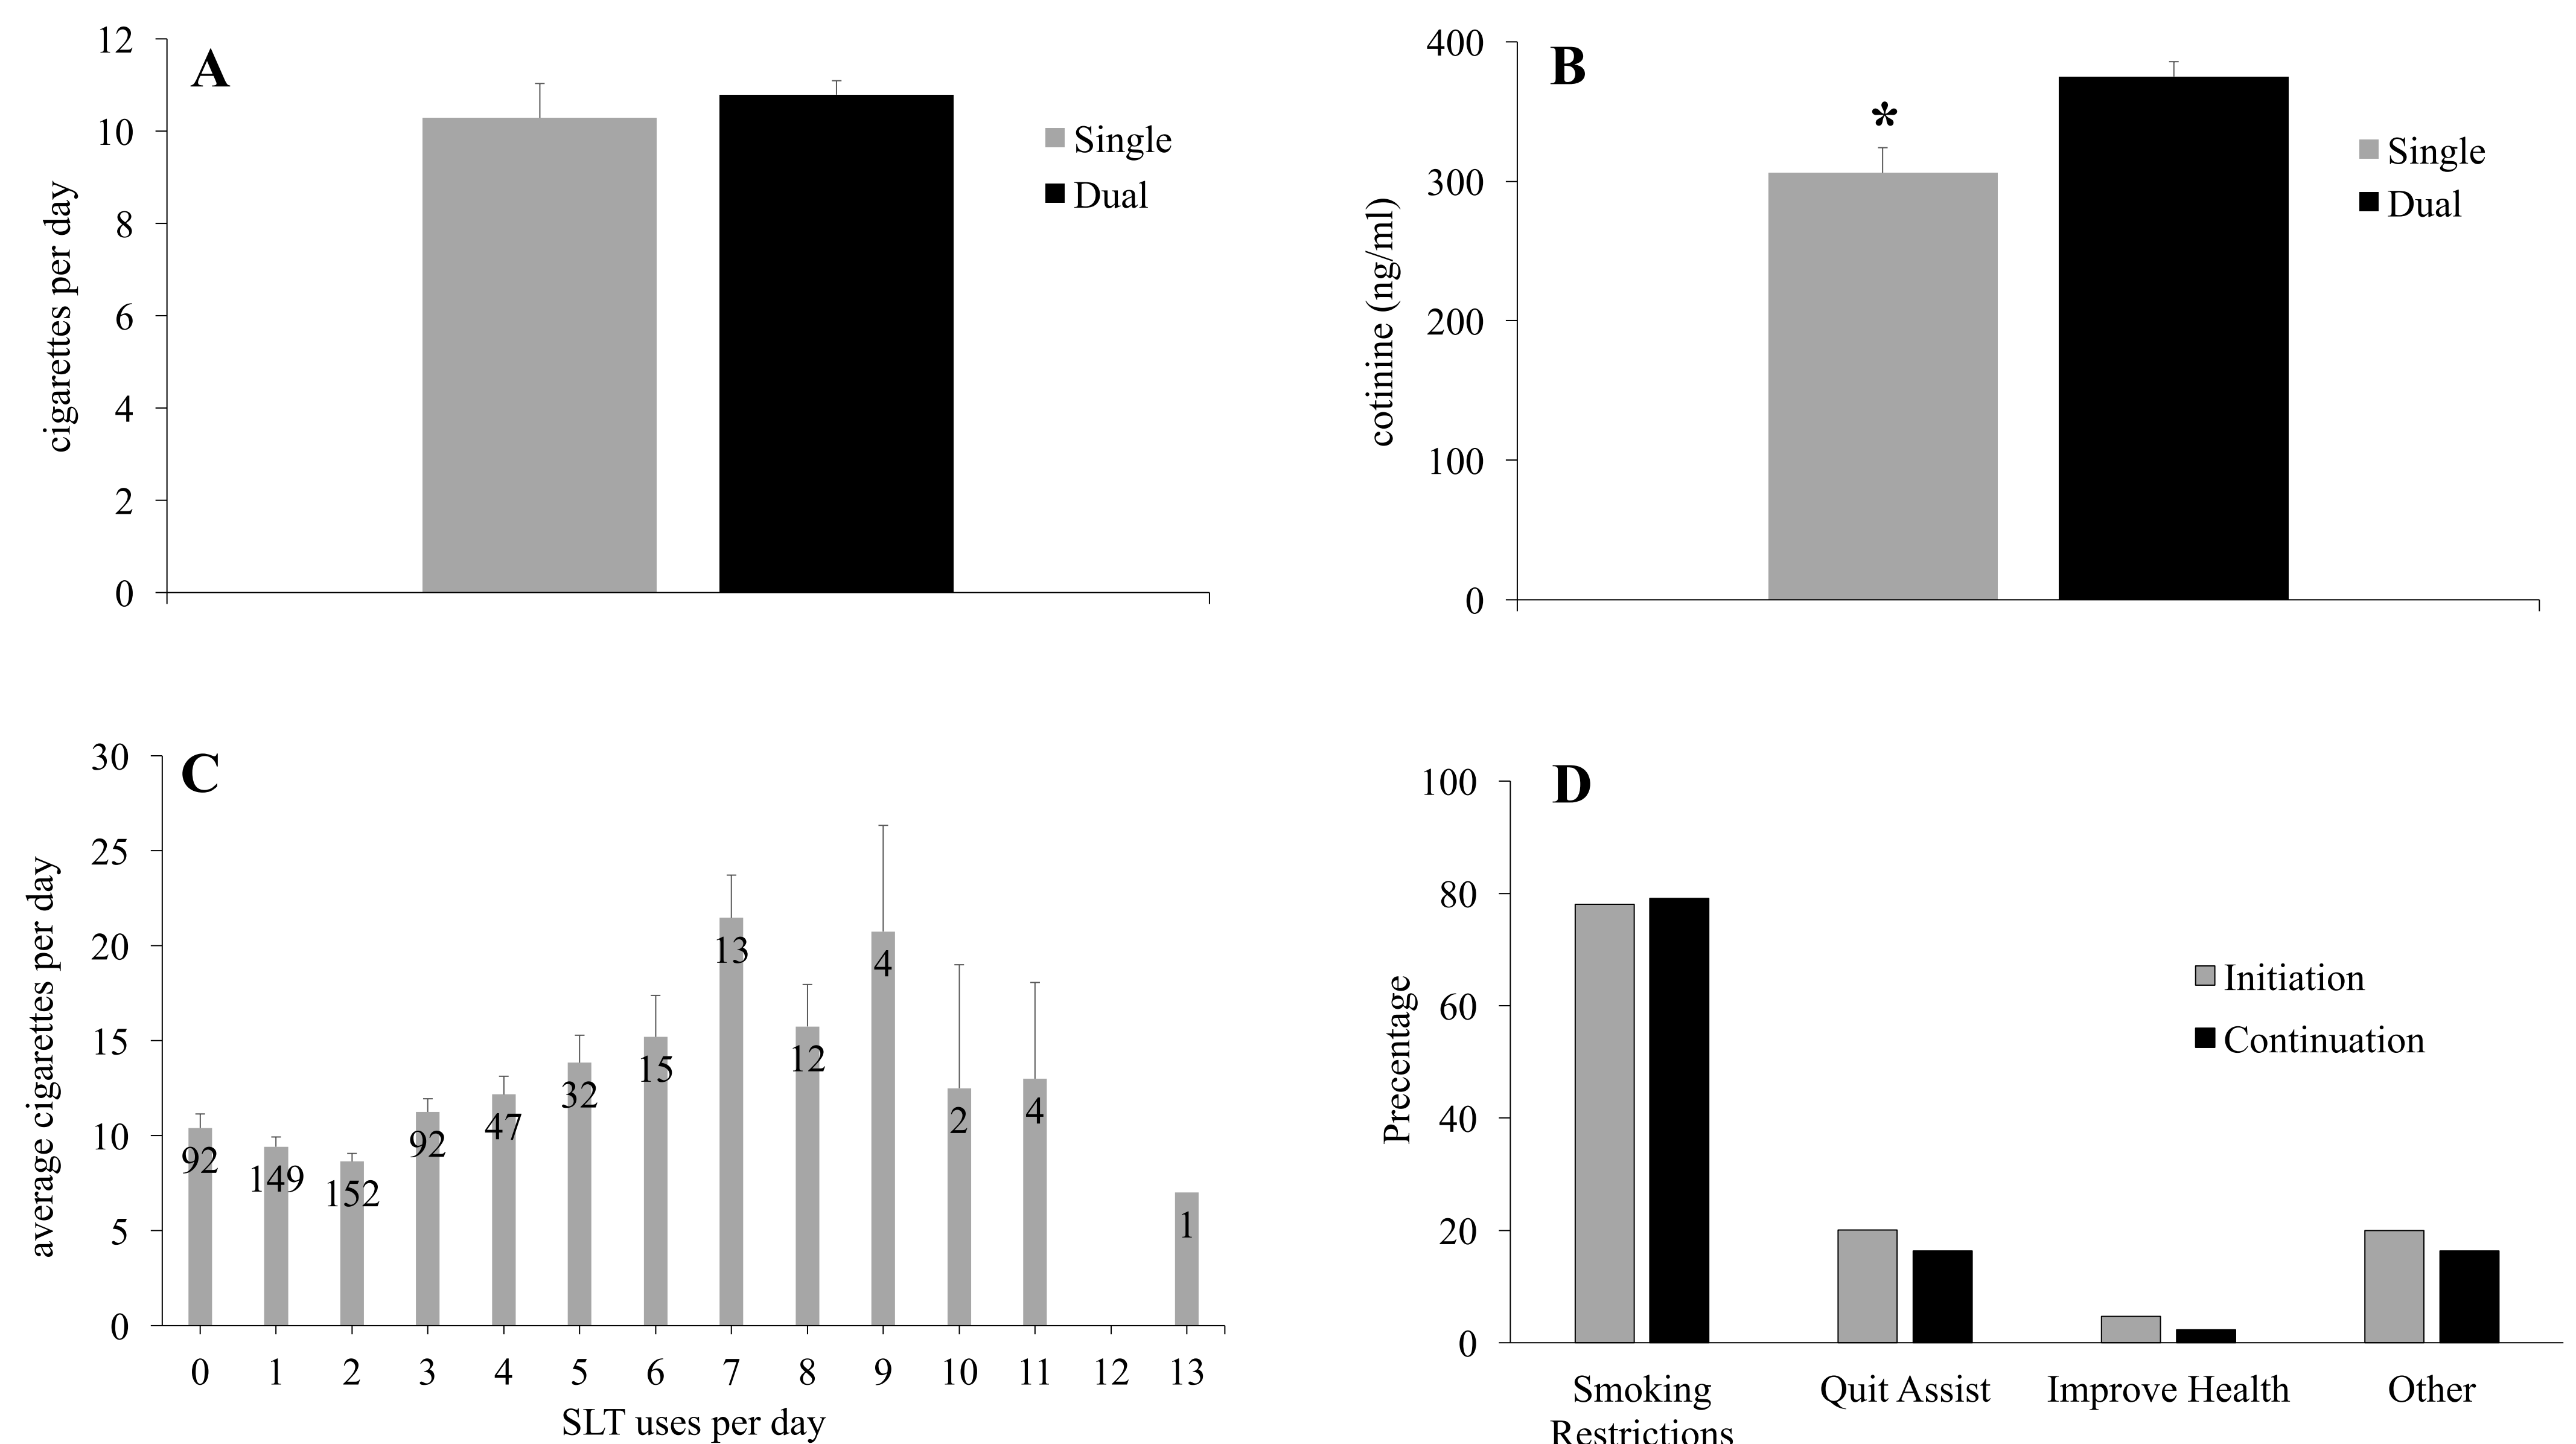 A
12
10
8
6
4
2
0
cigarettes per day
Single
Dual
B
400
300
200
100
0
cotinine (ng/ml)
*
Single
Dual
C
30
25
20
15
10
5
0
average cigarettes per day
92
149
152
92
47
32
15
13
12
4
2
4
1
0 1 2 3 4 5 6 7 8 9 10 11 12 13
SLT uses per day
D
100
80
60
40
20
0
Precentage
Initiation
Continuation
Smoking
Restrictions
Quit Assist
Improve Health
Other